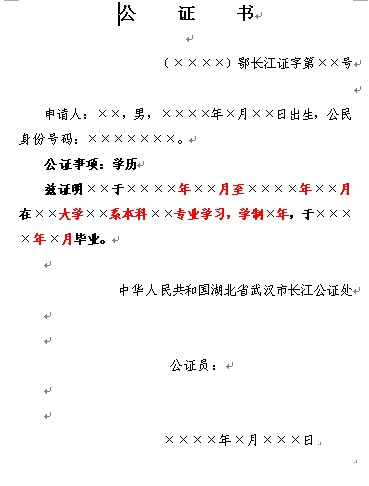 公 证 书
（××××）鄂长江证字第××号
申请人：××，男，××××年×月××日出生，公民
身份号码：×××××××。
公证事项：学历
兹证明××于××××年××月至××××年××月
在××大学××系本科××专业学习，学制×年，于×××
×年×月毕业。
中华人民共和国湖北省武汉市长江公证处
公证员：
××××年×月×××日